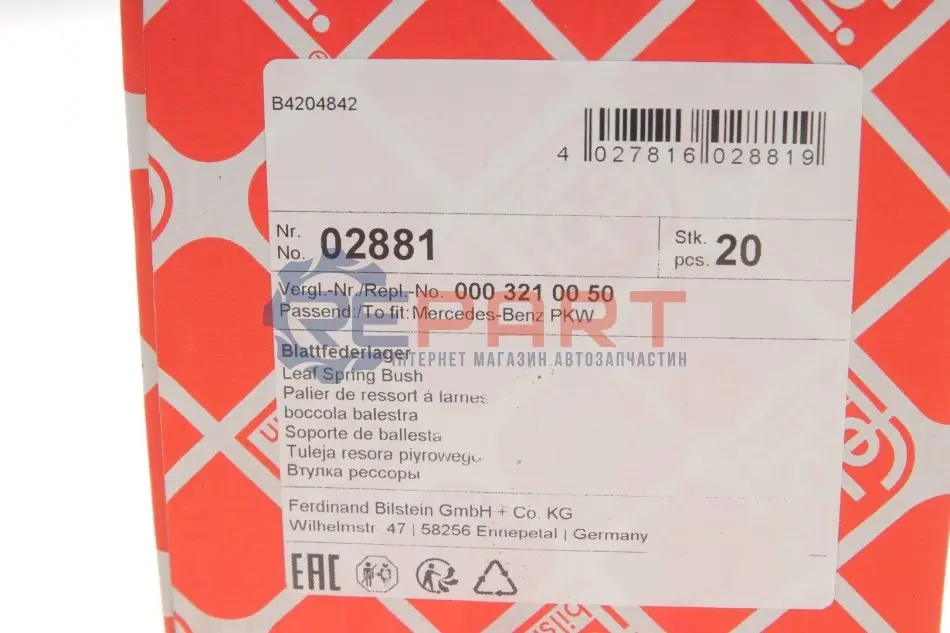 B4204842
4 027816 028819
Nr.
No. 02881
Stk.
pcs. 20
Vergl.-Nr./Repl.-No. 000 321 00 50
Passend:/To fit: Mercedes-Benz PKW
REPART
ІНТЕРНЕТ МАГАЗИН АВТОЗАПЧАСТИН
Blattfederlager
Leaf Spring Bush
Palier de ressort á lames
boccola balestra
Soporte de ballesta
Tuleja resora piyrowego
Втулка рессоры
Ferdinand Bilstein GmbH + Co. KG
Wilhelmstr. 47 | 58256 Ennepetal | Germany
EAC